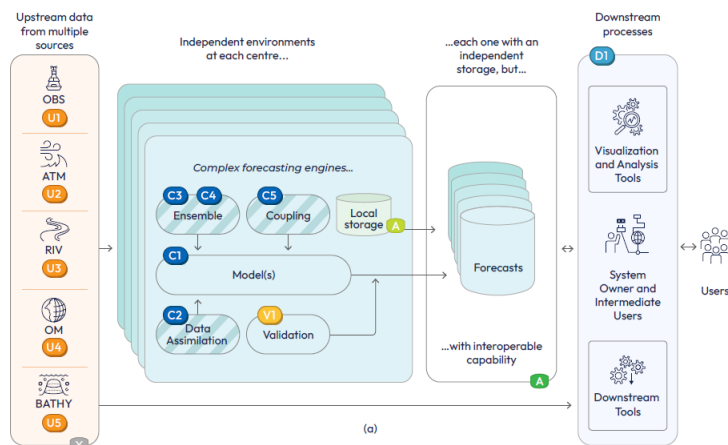 Upstream data
from multiple
sources
OBS
U1
ATM
U2
RIV
U3
OM
U4
BATHY
U5
Independent environments
at each centre...
Complex forecasting engines...
C3
C4
Ensemble
C5
Coupling
Local
storage
A
C1
Model(s)
C2
Data
Assimilation
V1
Validation
...each one with an
independent
storage, but...
Forecasts
...with interoperable
capability
A
Downstream
processes
D1
Visualization
and Analysis
Tools
System
Owner and
Intermediate
Users
Downstream
Tools
Users
(a)